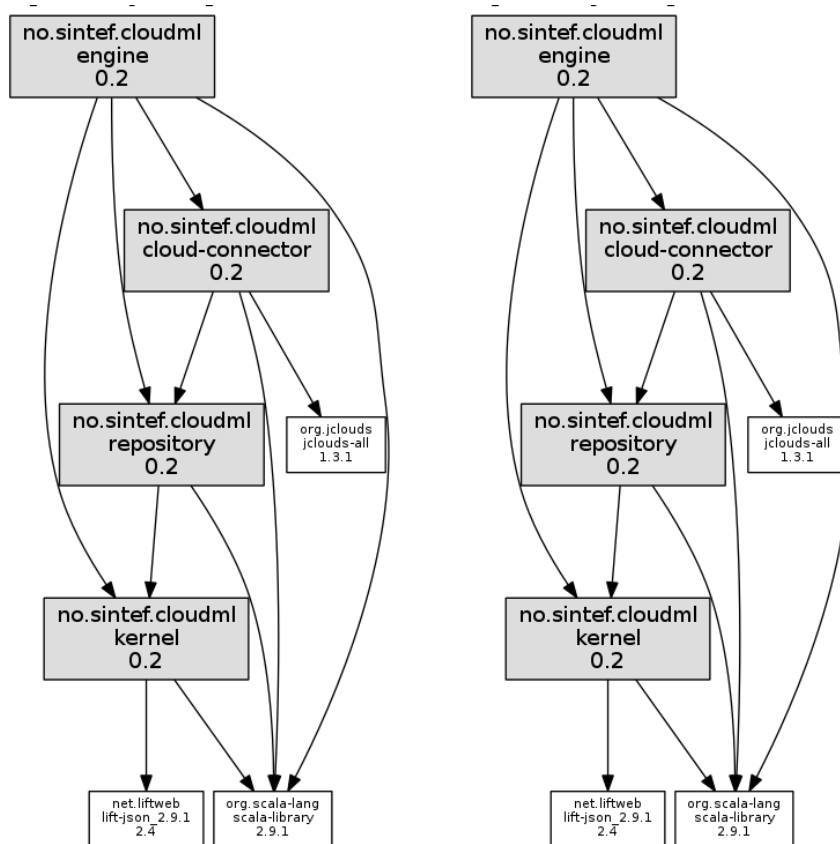 no.sintef.cloudml
engine
0.2
no.sintef.cloudml
cloud-connector
0.2
no.sintef.cloudml
repository
0.2
org.jclouds
jclouds-all
1.3.1
no.sintef.cloudml
kernel
0.2
net.liftweb
lift-json_2.9.1
2.4
org.scala-lang
scala-library
2.9.1
no.sintef.cloudml
engine
0.2
no.sintef.cloudml
cloud-connector
0.2
no.sintef.cloudml
repository
0.2
org.jclouds
jclouds-all
1.3.1
no.sintef.cloudml
kernel
0.2
net.liftweb
lift-json_2.9.1
2.4
org.scala-lang
scala-library
2.9.1